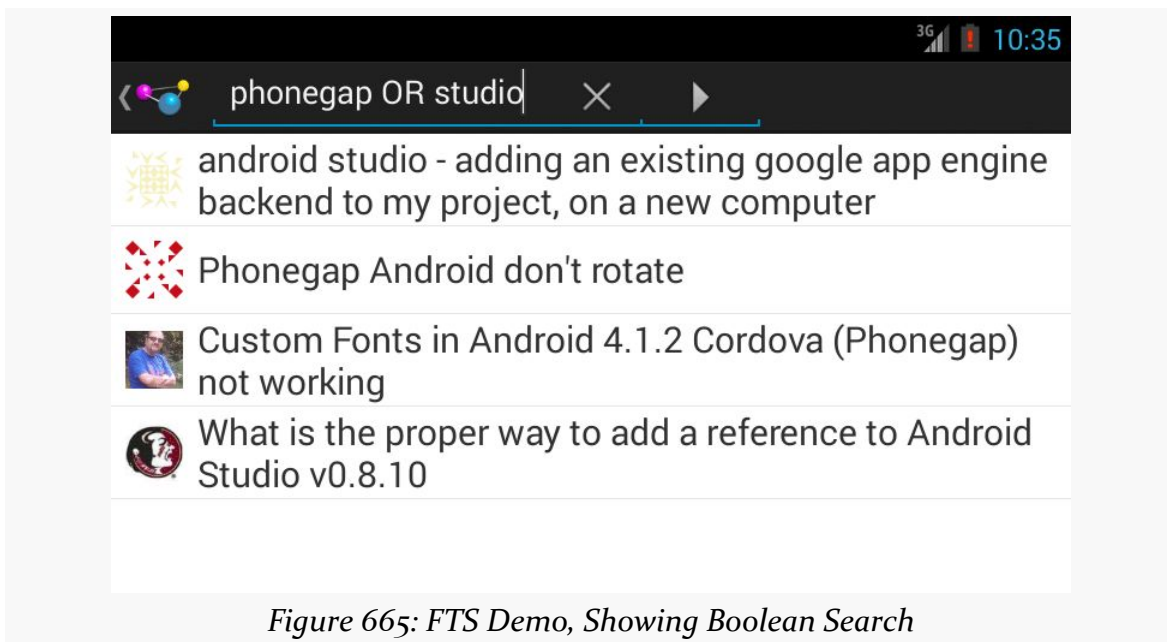 3G 10:35
phonegap OR studio
android studio - adding an existing google app engine
backend to my project, on a new computer
Phonegap Android don't rotate
Custom Fonts in Android 4.1.2 Cordova (Phonegap)
not working
What is the proper way to add a reference to Android
Studio v0.8.10
Figure 665: FTS Demo, Showing Boolean Search